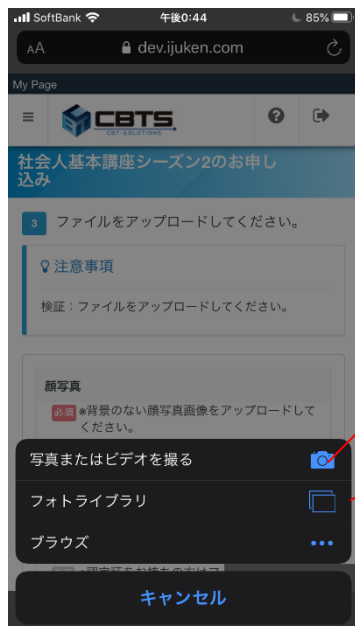 SoftBank 午後0:44 85%
AA dev.ijuken.com
My Page
CBTS
CBT-SOLUTIONS
社会人基本講座シーズン2のお申し
込み
3 ファイルをアップロードしてください。
注意事項
検証：ファイルをアップロードしてください。
顔写真
必須 ※背景のない顔写真画像をアップロードして
ください。
写真またはビデオを撮る
フォトライブラリ
ブラウズ
キャンセル